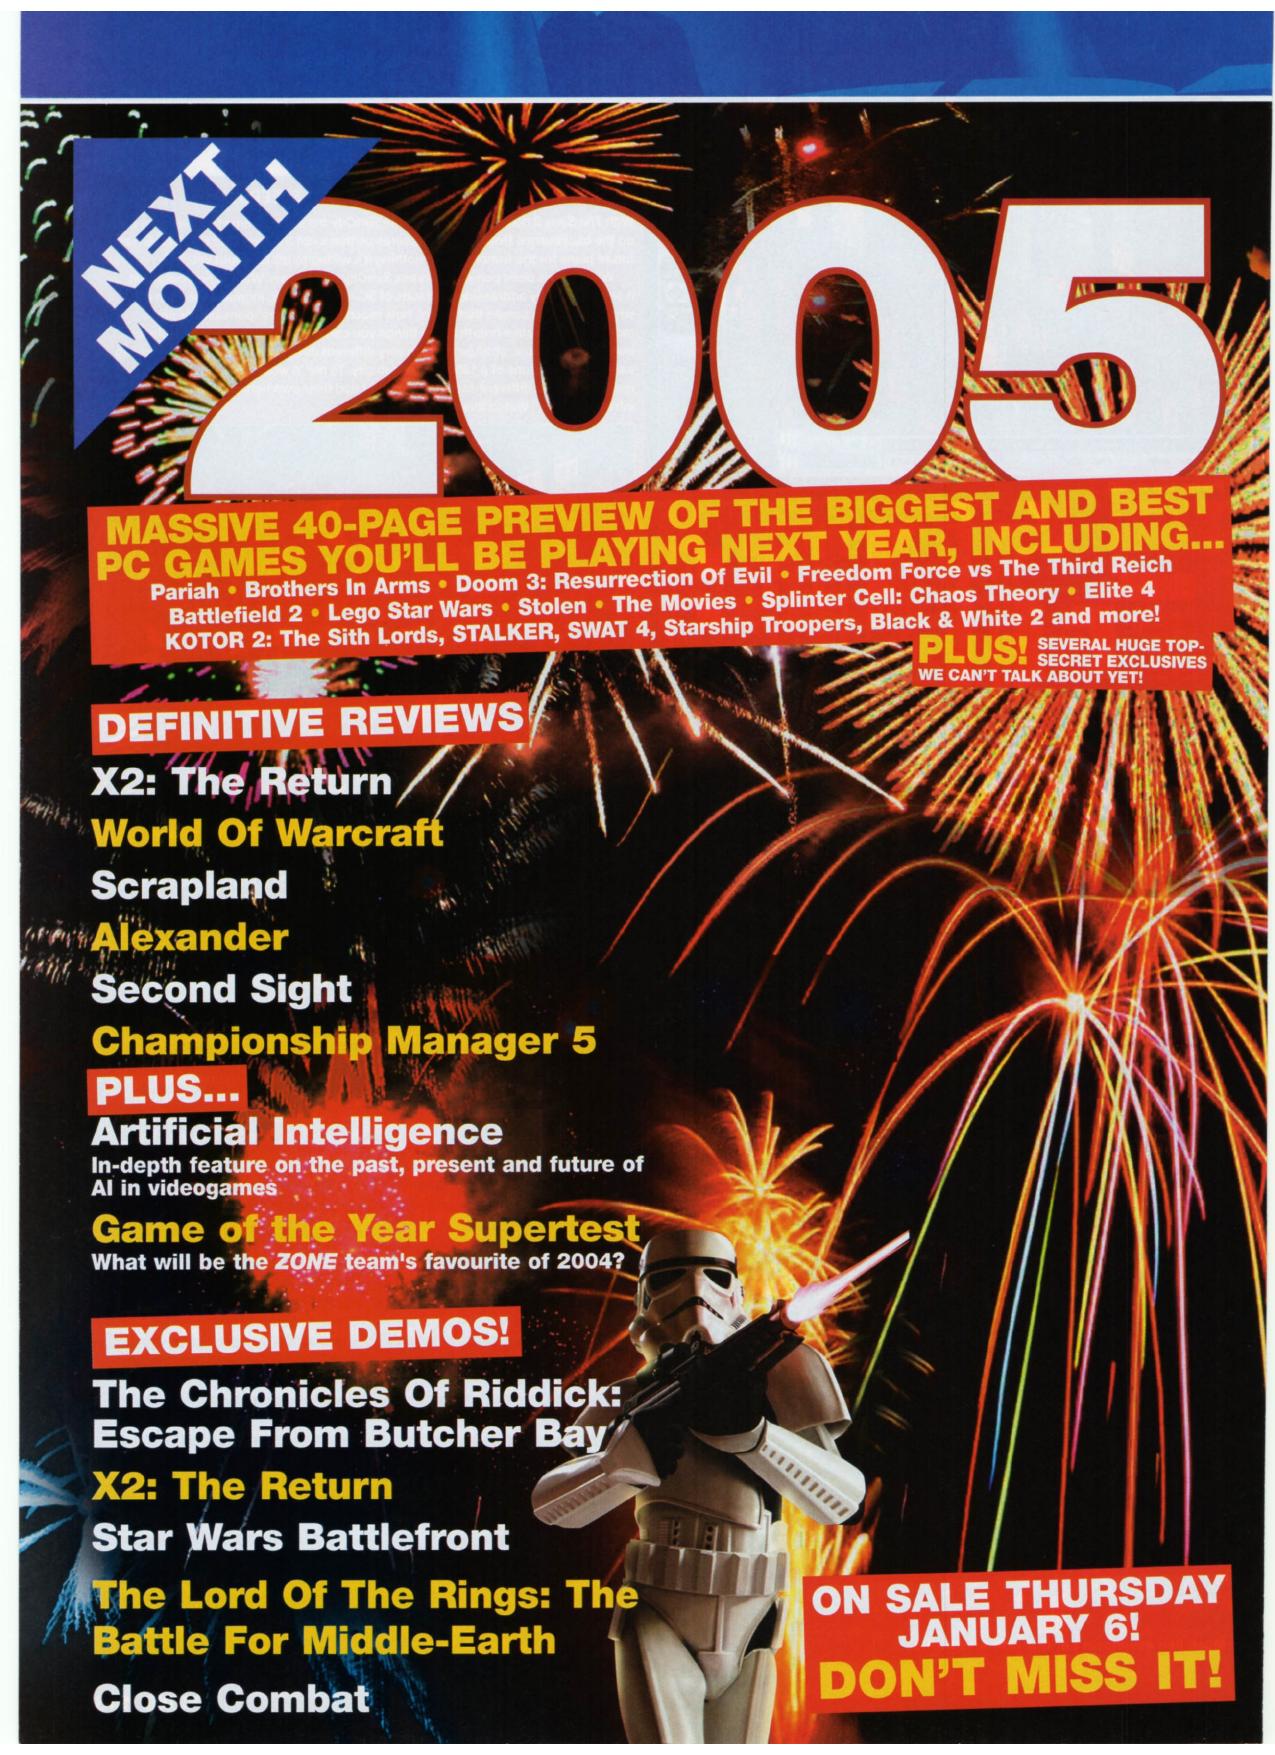 NEXT
MONTH
2005
MASSIVE 40-PAGE PREVIEW OF THE BIGGEST AND BEST
PC GAMES YOU'LL BE PLAYING NEXT YEAR, INCLUDING...
Pariah • Brothers In Arms • Doom 3: Resurrection Of Evil • Freedom Force vs The Third Reich
Battlefield 2 • Lego Star Wars • Stolen • The Movies • Splinter Cell: Chaos Theory • Elite 4
KOTOR 2: The Sith Lords, STALKER, SWAT 4, Starship Troopers, Black & White 2 and more!
PLUS! SEVERAL HUGE TOP-
SECRET EXCLUSIVES
WE CAN'T TALK ABOUT YET!
DEFINITIVE REVIEWS
X2: The Return
World Of Warcraft
Scrapland
Alexander
Second Sight
Championship Manager 5
PLUS...
Artificial Intelligence
In-depth feature on the past, present and future of
AI in videogames
Game of the Year Supertest
What will be the ZONE team's favourite of 2004?
EXCLUSIVE DEMOS!
The Chronicles Of Riddick:
Escape From Butcher Bay
X2: The Return
Star Wars Battlefront
The Lord Of The Rings: The
Battle For Middle-Earth
Close Combat
ON SALE THURSDAY
JANUARY 6!
DON'T MISS IT!